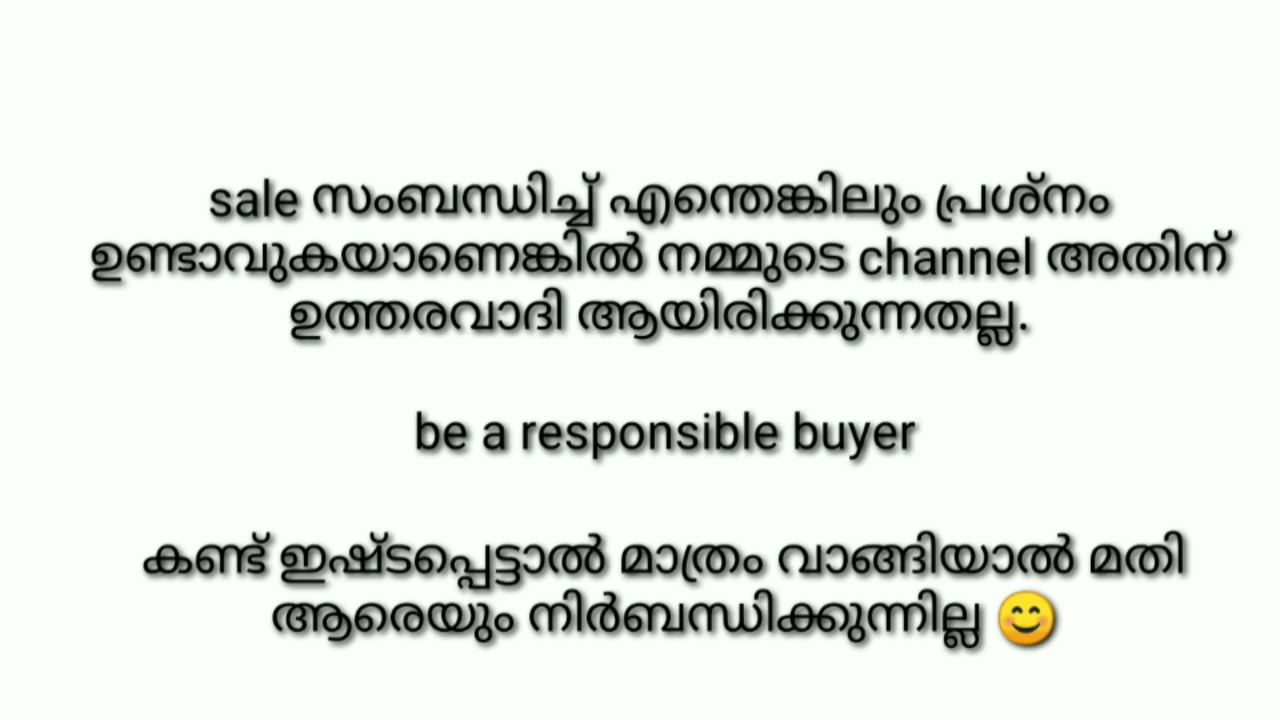 sale സംബന്ധിച്ച് എന്തെങ്കിലും പ്രശ്നം
ഉണ്ടാവുകയാണെങ്കിൽ നമ്മുടെ channel അതിന്
ഉത്തരവാദി ആയിരിക്കുന്നതല്ല.
be a responsible buyer
കണ്ട് ഇഷ്ടപ്പെട്ടാൽ മാത്രം വാങ്ങിയാൽ മതി
ആരെയും നിർബന്ധിക്കുന്നില്ല 😊